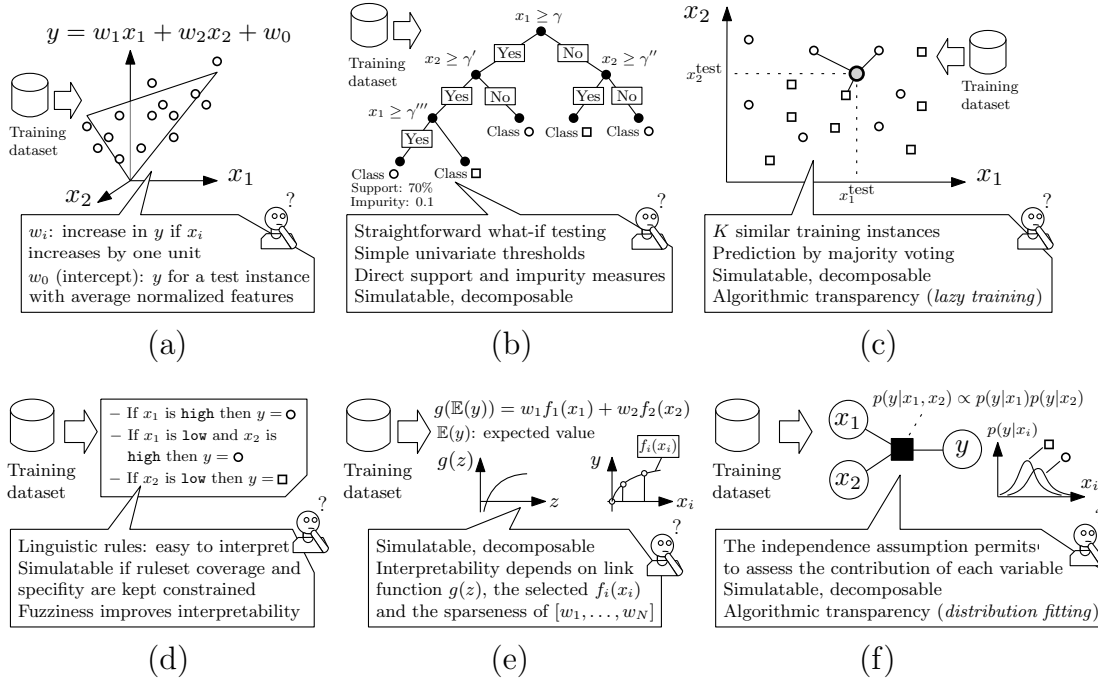 y = w₁x₁ + w₂x₂ + w₀
Training
dataset
x₁
x₂
?
wᵢ: increase in y if xᵢ
increases by one unit
w₀ (intercept): y for a test instance
with average normalized features
(a)
Training
dataset
x₁ ≥ γ
Yes
No
x₂ ≥ γ′
x₂ ≥ γ″
Yes
No
Yes
No
x₁ ≥ γ‴
Class
Class
Class
Yes
Class
Class
Support: 70%
Impurity: 0.1
?
Straightforward what-if testing
Simple univariate thresholds
Direct support and impurity measures
Simulatable, decomposable
(b)
x₂
x₂ᵗᵉˢᵗ
Training
dataset
x₁ᵗᵉˢᵗ
x₁
?
K similar training instances
Prediction by majority voting
Simulatable, decomposable
Algorithmic transparency (lazy training)
(c)
Training
dataset
– If x₁ is high then y =
– If x₁ is low and x₂ is
high then y =
– If x₂ is low then y =
?
Linguistic rules: easy to interpret
Simulatable if ruleset coverage and
specifity are kept constrained
Fuzziness improves interpretability
(d)
Training
dataset
g(𝔼(y)) = w₁f₁(x₁) + w₂f₂(x₂)
𝔼(y): expected value
g(z)
z
y
fᵢ(xᵢ)
xᵢ
?
Simulatable, decomposable
Interpretability depends on link
function g(z), the selected fᵢ(xᵢ)
and the sparseness of [w₁, . . . , w_N]
(e)
Training
dataset
p(y|x₁, x₂) ∝ p(y|x₁)p(y|x₂)
x₁
x₂
y
p(y|xᵢ)
xᵢ
The independence assumption permits
to assess the contribution of each variable
Simulatable, decomposable
Algorithmic transparency (distribution fitting)
(f)